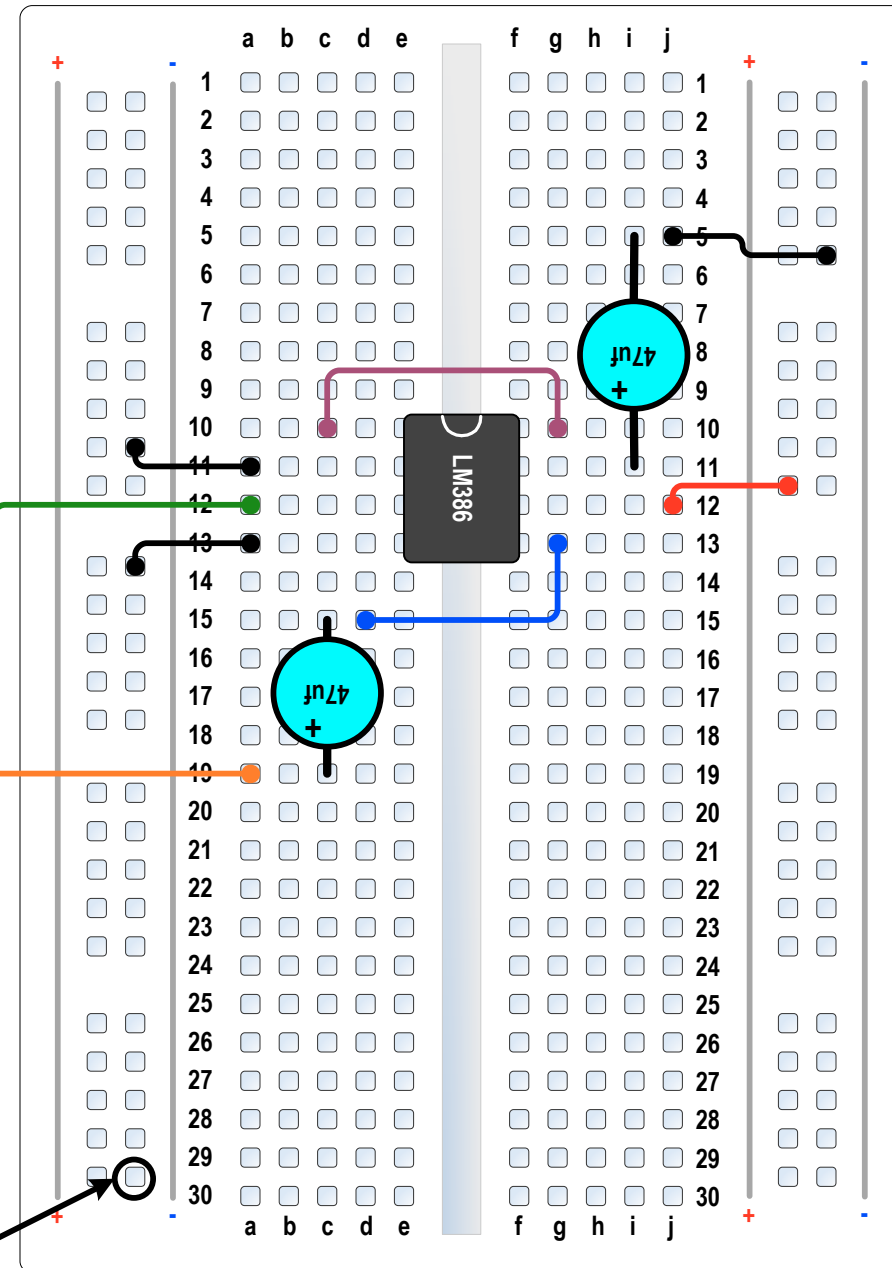 a b c d e f g h i j
+ - + -
1 1
2 2
3 3
4 4
5 5
6 6
7 7
8 47uf 8
9 + 9
10 10
11 11
12 LM386 12
13 13
14 14
15 15
16 16
17 47uf 17
18 + 18
19 19
20 20
21 21
22 22
23 23
24 24
25 25
26 26
27 27
28 28
29 29
30 30
+ - + -
a b c d e f g h i j